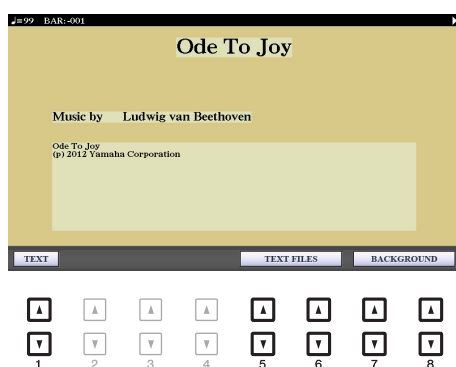 ♩=99 BAR:-001
Ode To Joy
Music by Ludwig van Beethoven
Ode To Joy
(p) 2012 Yamaha Corporation
TEXT TEXT FILES BACKGROUND
1 2 3 4 5 6 7 8